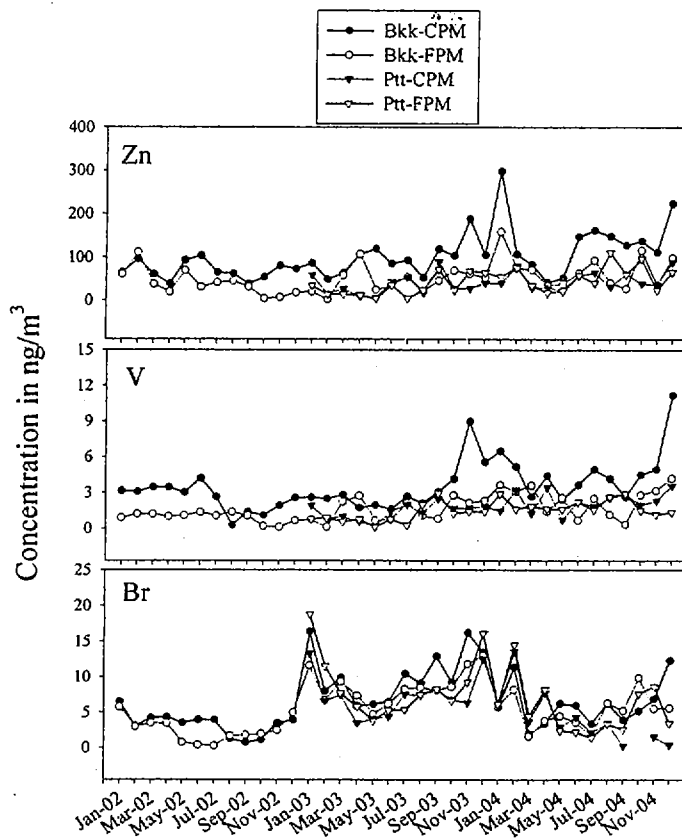 Bkk-CPM
Bkk-FPM
Ptt-CPM
Ptt-FPM
Zn
400
300
200
100
0
V
15
12
9
6
3
0
Br
25
20
15
10
5
0
Concentration in ng/m³
Jan-02
Mar-02
May-02
Jul-02
Sep-02
Nov-02
Jan-03
Mar-03
May-03
Jul-03
Sep-03
Nov-03
Jan-04
Mar-04
May-04
Jul-04
Sep-04
Nov-04